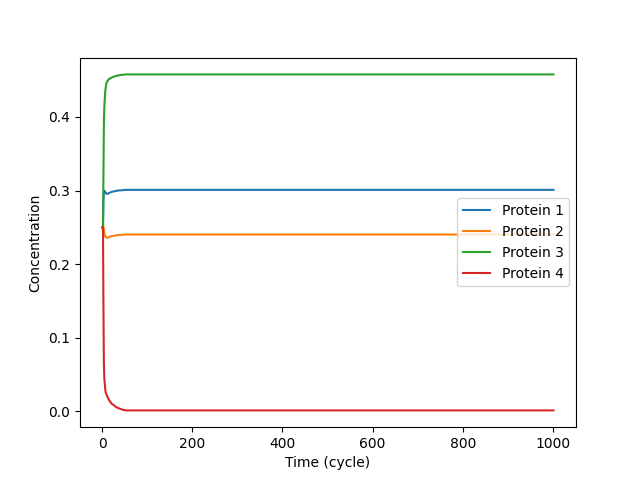 0.4
0.3
0.2
0.1
0.0
Concentration
Protein 1
Protein 2
Protein 3
Protein 4
0 200 400 600 800 1000
Time (cycle)